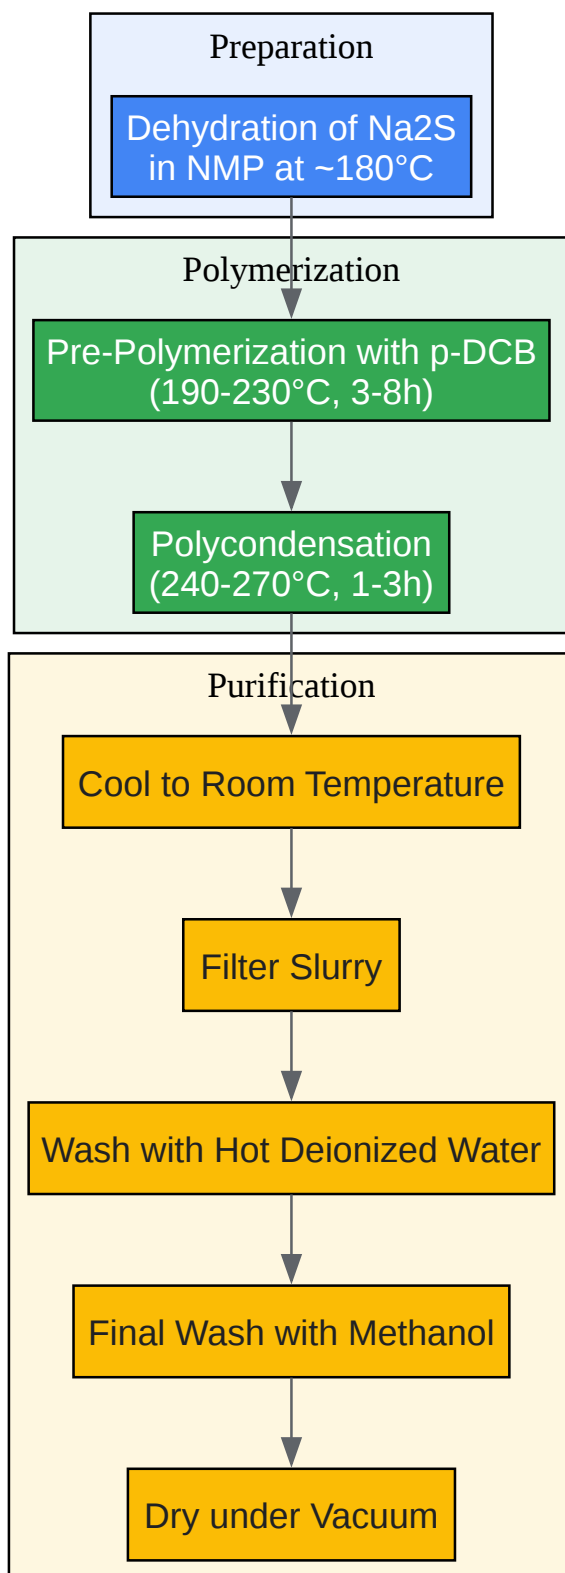 Preparation
Dehydration of Na2S
in NMP at ~180°C
Polymerization
Pre-Polymerization with p-DCB
(190-230°C, 3-8h)
Polycondensation
(240-270°C, 1-3h)
Purification
Cool to Room Temperature
Filter Slurry
Wash with Hot Deionized Water
Final Wash with Methanol
Dry under Vacuum